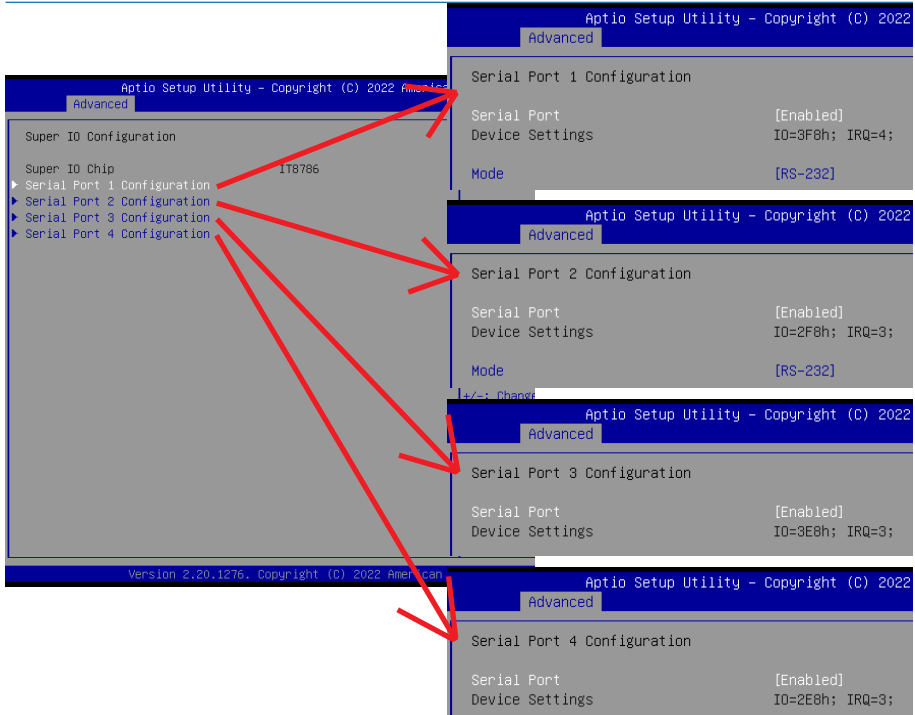 Aptio Setup Utility – Copyright (C) 2022 America
Advanced
Super IO Configuration
Super IO Chip IT8786
Serial Port 1 Configuration
Serial Port 2 Configuration
Serial Port 3 Configuration
Serial Port 4 Configuration
Version 2.20.1276. Copyright (C) 2022 American
Aptio Setup Utility – Copyright (C) 2022
Advanced
Serial Port 1 Configuration
Serial Port [Enabled]
Device Settings IO=3F8h; IRQ=4;
Mode [RS-232]
Aptio Setup Utility – Copyright (C) 2022
Advanced
Serial Port 2 Configuration
Serial Port [Enabled]
Device Settings IO=2F8h; IRQ=3;
Mode [RS-232]
+/-: Change
Aptio Setup Utility – Copyright (C) 2022
Advanced
Serial Port 3 Configuration
Serial Port [Enabled]
Device Settings IO=3E8h; IRQ=3;
Aptio Setup Utility – Copyright (C) 2022
Advanced
Serial Port 4 Configuration
Serial Port [Enabled]
Device Settings IO=2E8h; IRQ=3;